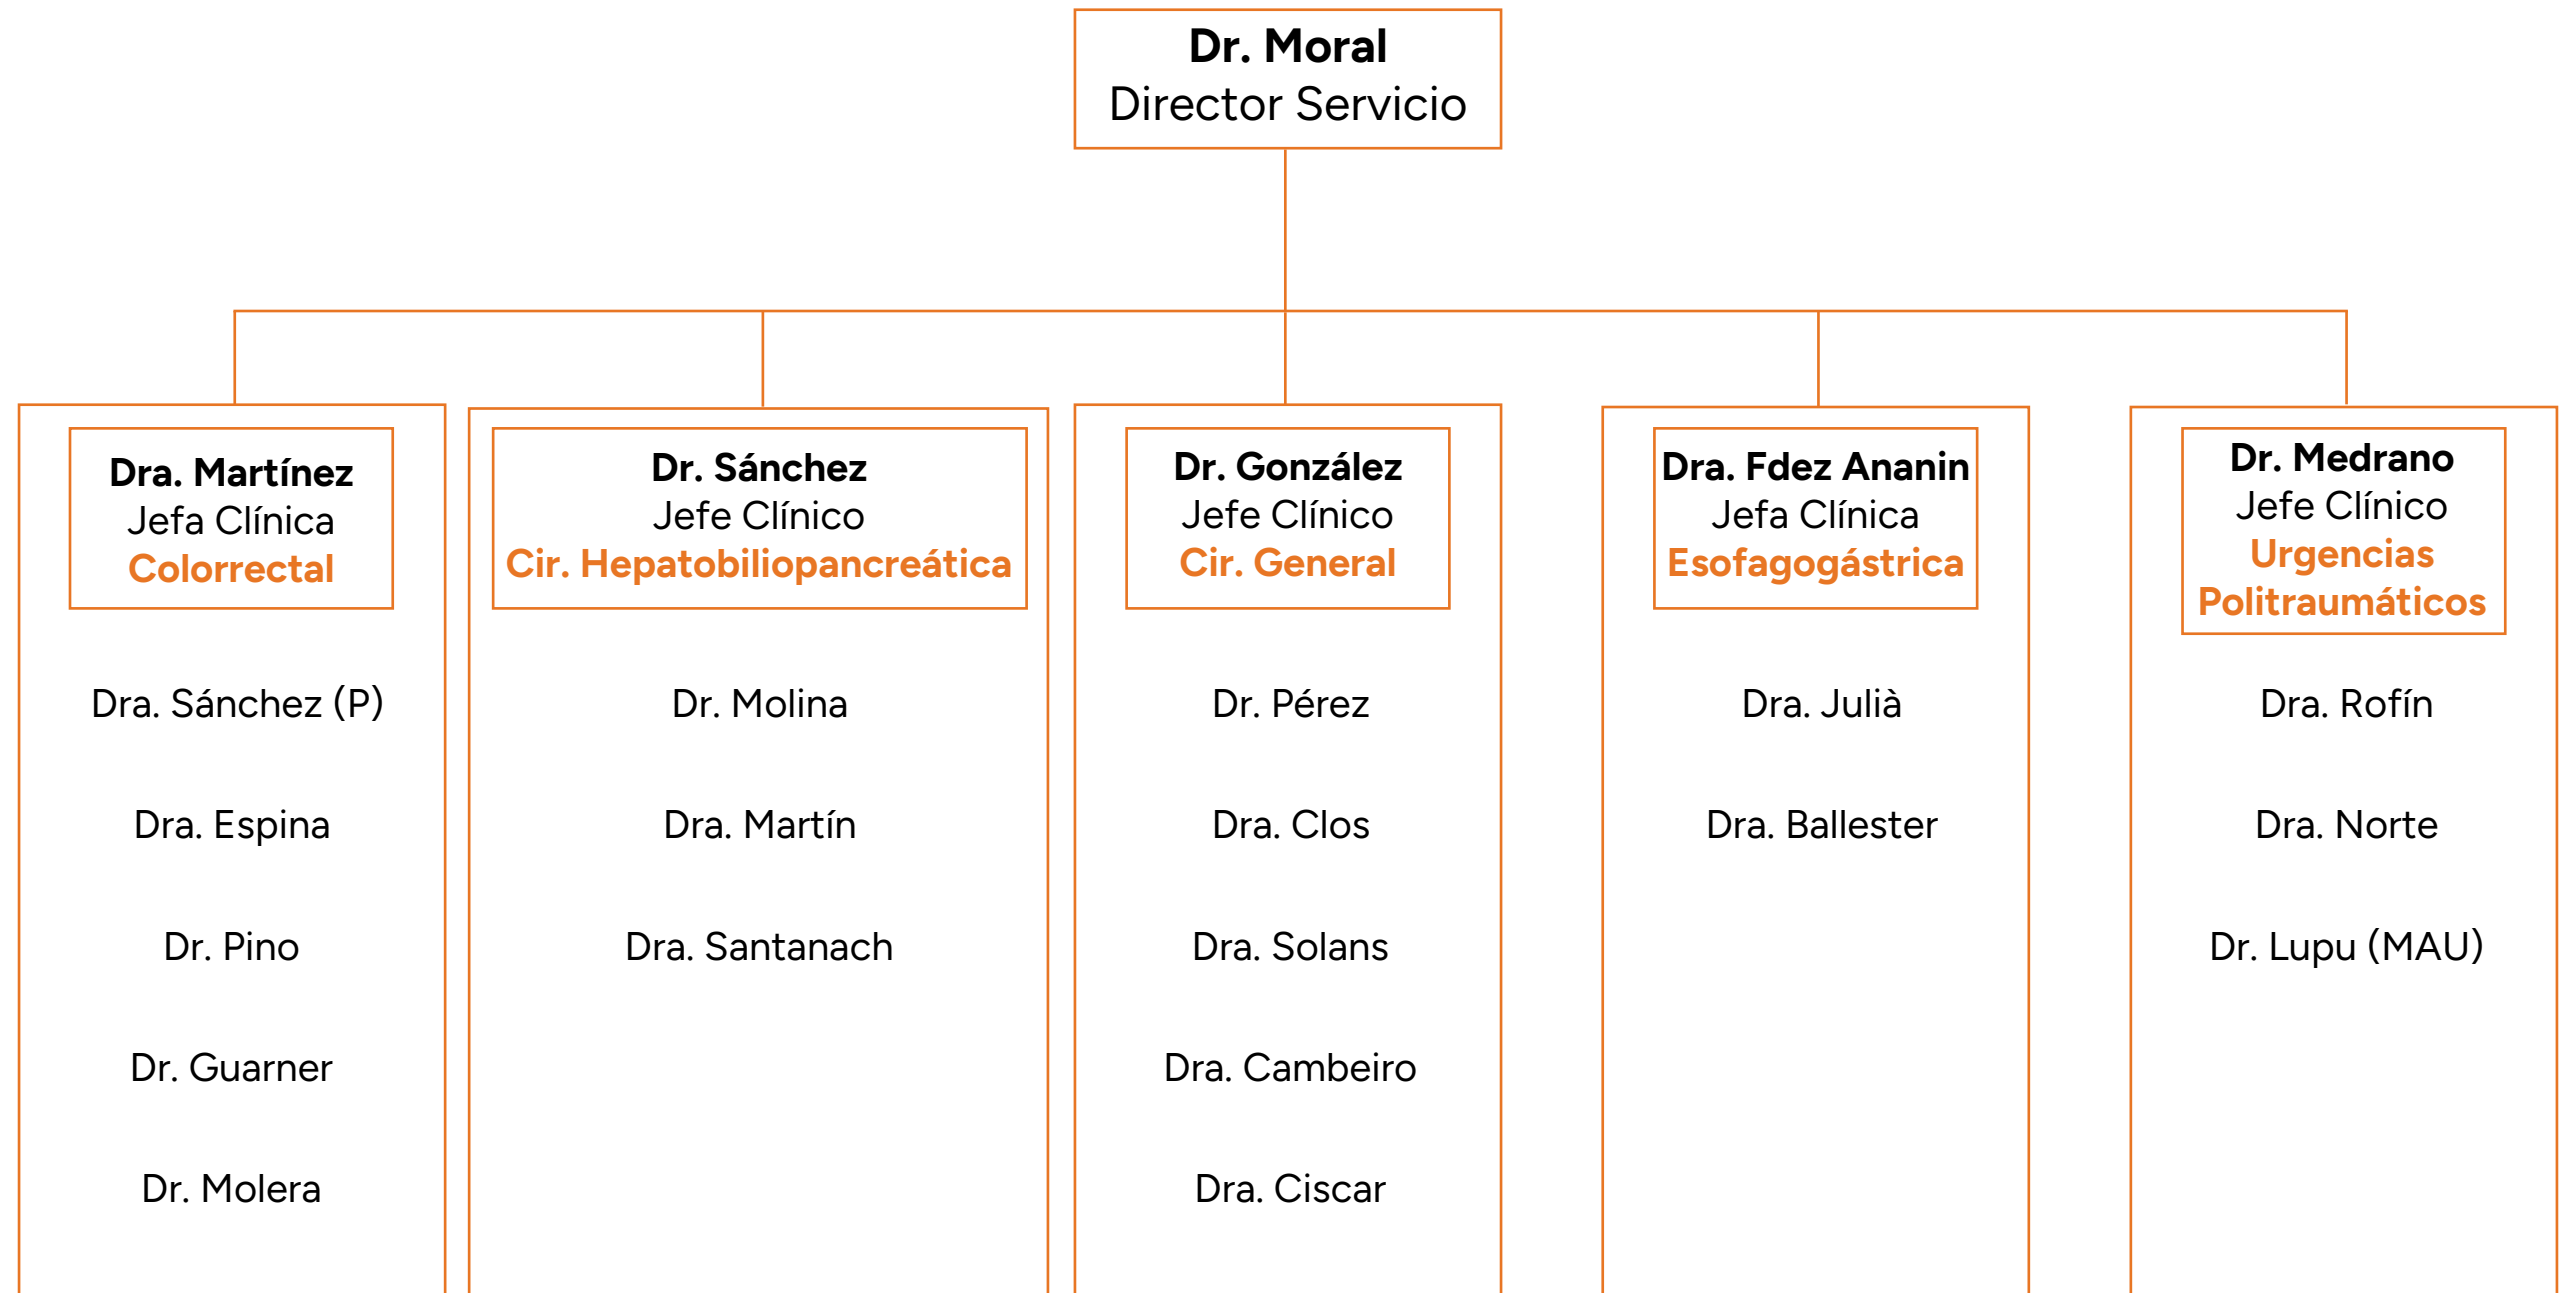 Dr. Moral
Director Servicio
Dra. Martínez
Jefa Clínica
Colorrectal
Dra. Sánchez (P)
Dra. Espina
Dr. Pino
Dr. Guarner
Dr. Molera
Dr. Sánchez
Jefe Clínico
Cir. Hepatobiliopancreática
Dr. Molina
Dra. Martín
Dra. Santanach
Dr. González
Jefe Clínico
Cir. General
Dr. Pérez
Dra. Clos
Dra. Solans
Dra. Cambeiro
Dra. Ciscar
Dra. Fdez Ananin
Jefa Clínica
Esofagogástrica
Dra. Julià
Dra. Ballester
Dr. Medrano
Jefe Clínico
Urgencias
Politraumáticos
Dra. Rofín
Dra. Norte
Dr. Lupu (MAU)